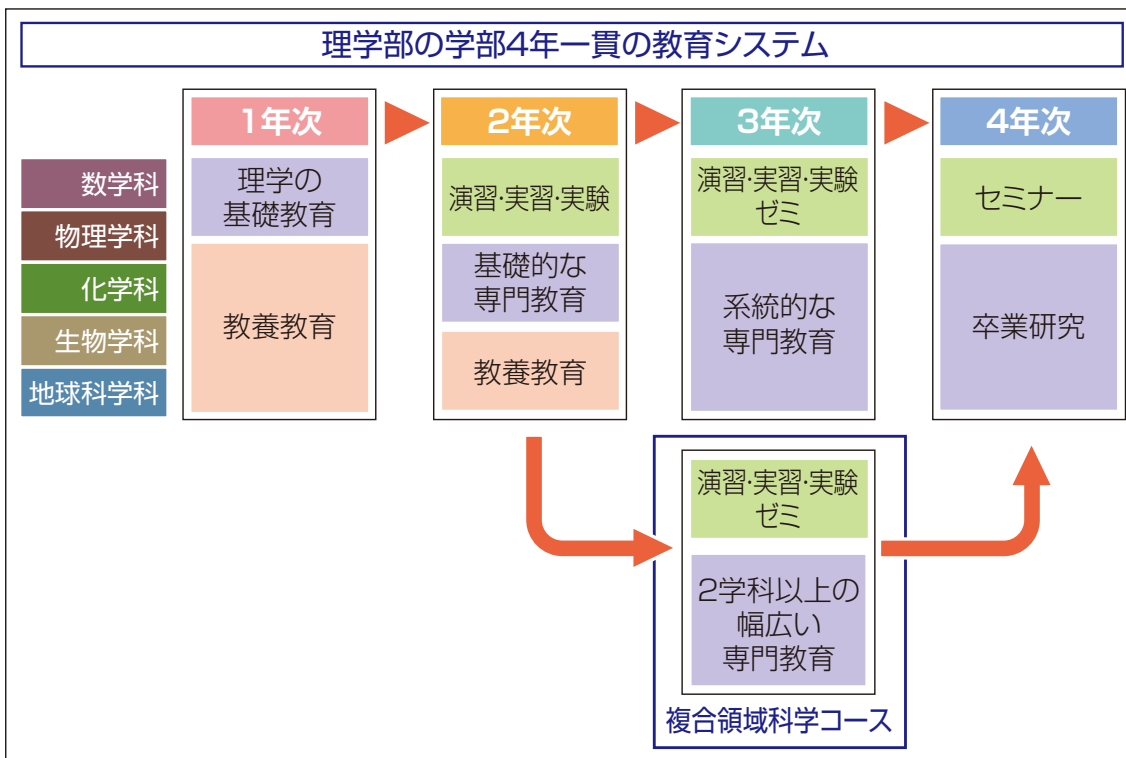 理学部の学部4年一貫の教育システム
1年次
2年次
3年次
4年次
数学科
物理学科
化学科
生物学科
地球科学科
理学の
基礎教育
教養教育
演習・実習・実験
基礎的な
専門教育
教養教育
演習・実習・実験
ゼミ
系統的な
専門教育
セミナー
卒業研究
演習・実習・実験
ゼミ
2学科以上の
幅広い
専門教育
複合領域科学コース